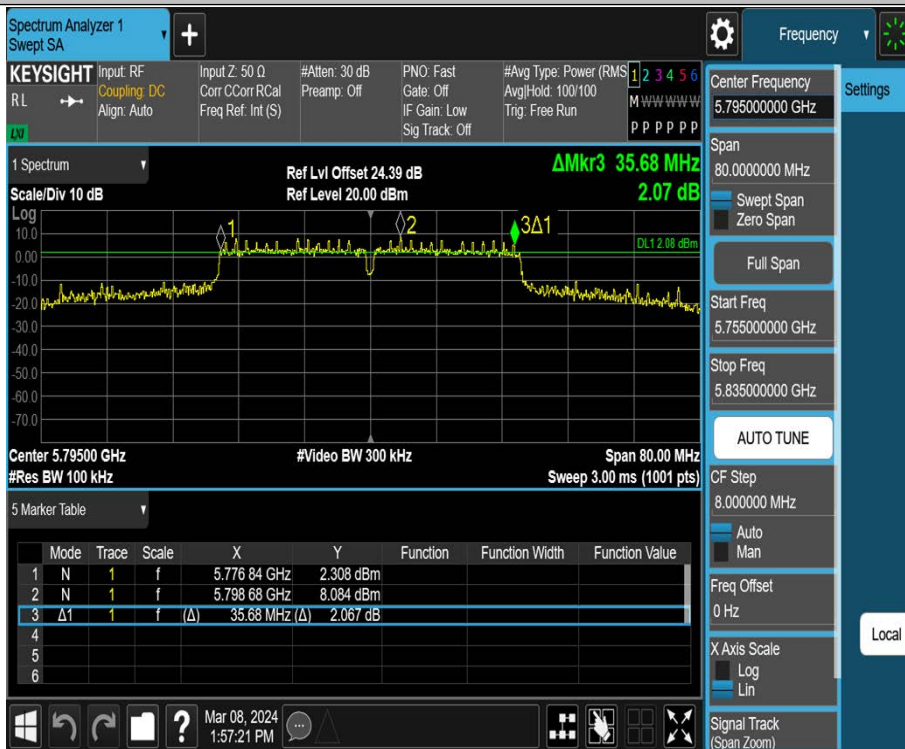 Spectrum Analyzer 1
Swept SA
+
Frequency
KEYSIGHT
RL
LXI
Input: RF
Coupling: DC
Align: Auto
Input Z: 50 Ω
Corr CCorr RCal
Freq Ref: Int (S)
#Atten: 30 dB
Preamp: Off
PNO: Fast
Gate: Off
IF Gain: Low
Sig Track: Off
#Avg Type: Power (RMS
Avg|Hold: 100/100
Trig: Free Run
1 2 3 4 5 6
M W W W W W
P P P P P P
1 Spectrum
Scale/Div 10 dB
Ref Lvl Offset 24.39 dB
Ref Level 20.00 dBm
ΔMkr3 35.68 MHz
2.07 dB
Log
10.0
0.00
-10.0
-20.0
-30.0
-40.0
-50.0
-60.0
-70.0
1
2
3Δ1
DL1 2.08 dBm
Center 5.79500 GHz
#Res BW 100 kHz
#Video BW 300 kHz
Span 80.00 MHz
Sweep 3.00 ms (1001 pts)
5 Marker Table
Mode Trace Scale X Y Function Function Width Function Value
1 N 1 f 5.776 84 GHz 2.308 dBm
2 N 1 f 5.798 68 GHz 8.084 dBm
3 Δ1 1 f (Δ) 35.68 MHz (Δ) 2.067 dB
4
5
6
Mar 08, 2024
1:57:21 PM
?
Center Frequency
5.795000000 GHz
Span
80.0000000 MHz
Swept Span
Zero Span
Full Span
Start Freq
5.755000000 GHz
Stop Freq
5.835000000 GHz
AUTO TUNE
CF Step
8.000000 MHz
Auto
Man
Freq Offset
0 Hz
X Axis Scale
Log
Lin
Signal Track
(Span Zoom)
Settings
Local